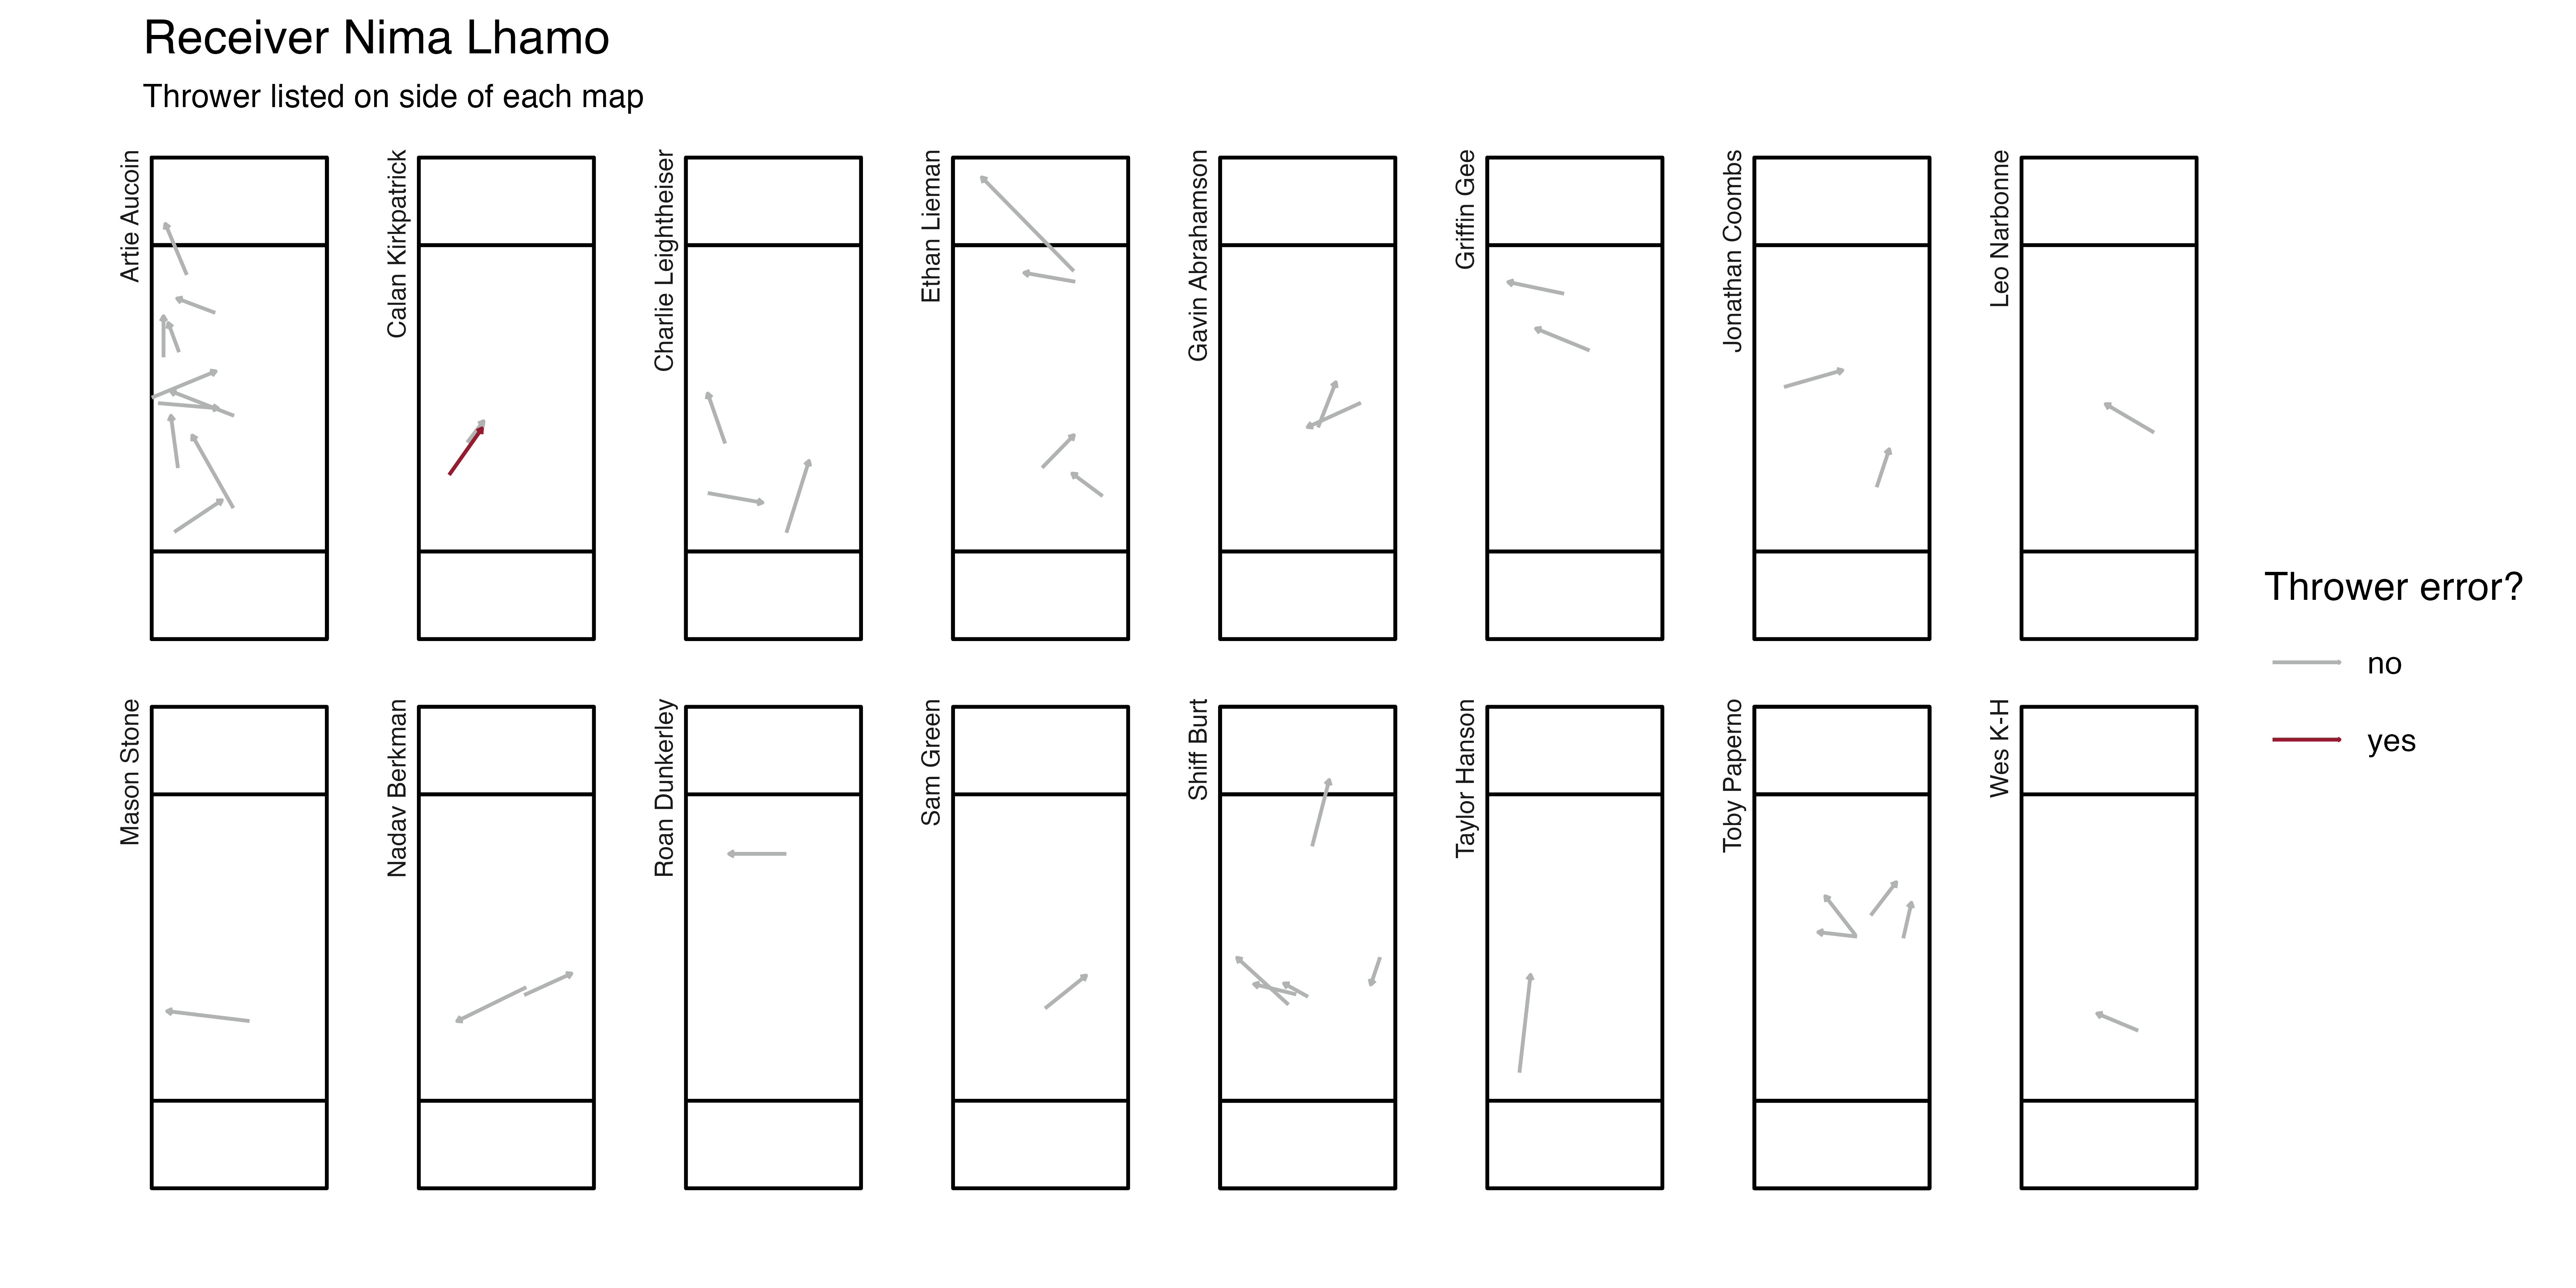 Receiver Nima Lhamo
Thrower listed on side of each map
Artie Aucoin
Calan Kirkpatrick
Charlie Leightheiser
Ethan Lieman
Gavin Abrahamson
Griffin Gee
Jonathan Coombs
Leo Narbonne
Mason Stone
Nadav Berkman
Roan Dunkerley
Sam Green
Shiff Burt
Taylor Hanson
Toby Paperno
Wes K-H
Thrower error?
no
yes